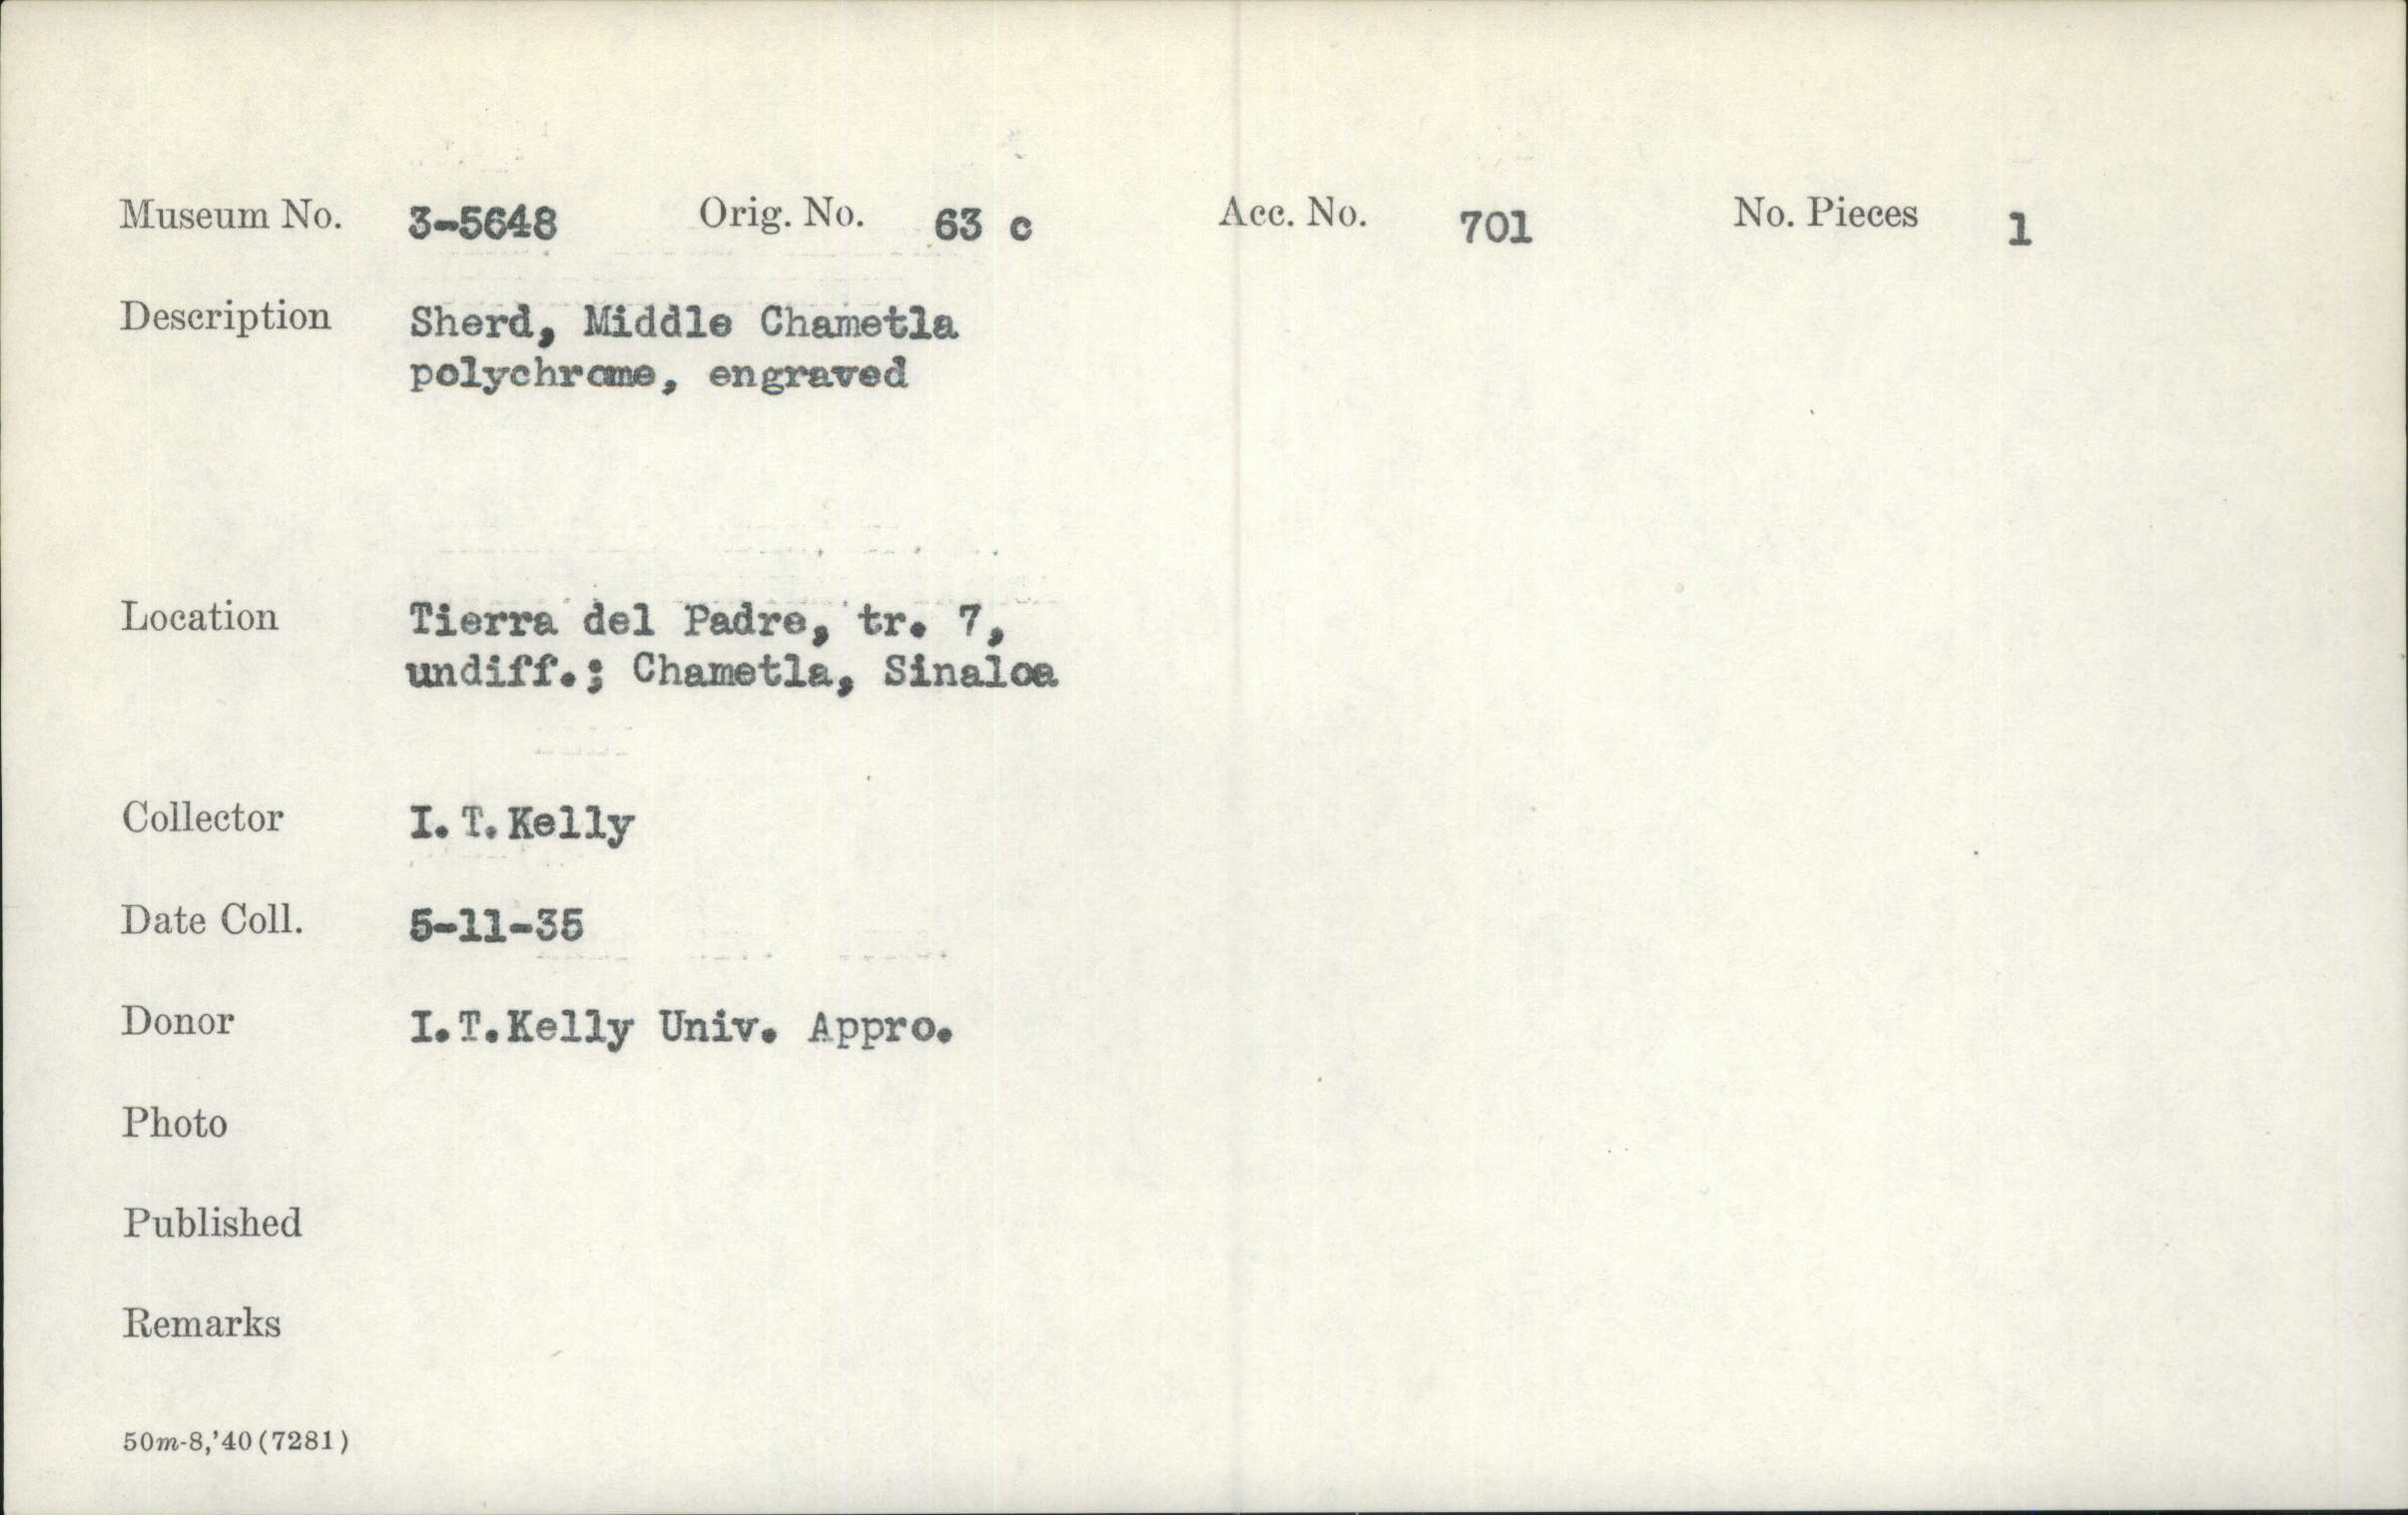 Museum No. 3-5648 Orig. No. 63 c Acc. No. 701 No. Pieces 1
Description Sherd, Middle Chametla
polychrome, engraved
Location Tierra del Padre, tr. 7,
undiff.; Chametla, Sinaloa
Collector I.T.Kelly
Date Coll. 5-11-35
Donor I.T.Kelly Univ. Appro.
Photo
Published
Remarks
50m-8,'40(7281)